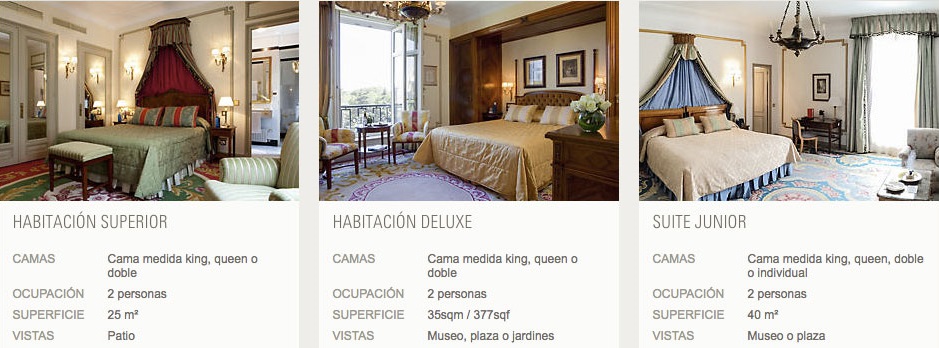 HABITACIÓN SUPERIOR
CAMAS Cama medida king, queen o
doble
OCUPACIÓN 2 personas
SUPERFICIE 25 m²
VISTAS Patio
HABITACIÓN DELUXE
CAMAS Cama medida king, queen o
doble
OCUPACIÓN 2 personas
SUPERFICIE 35sqm / 377sqf
VISTAS Museo, plaza o jardines
SUITE JUNIOR
CAMAS Cama medida king, queen, doble
o individual
OCUPACIÓN 2 personas
SUPERFICIE 40 m²
VISTAS Museo o plaza